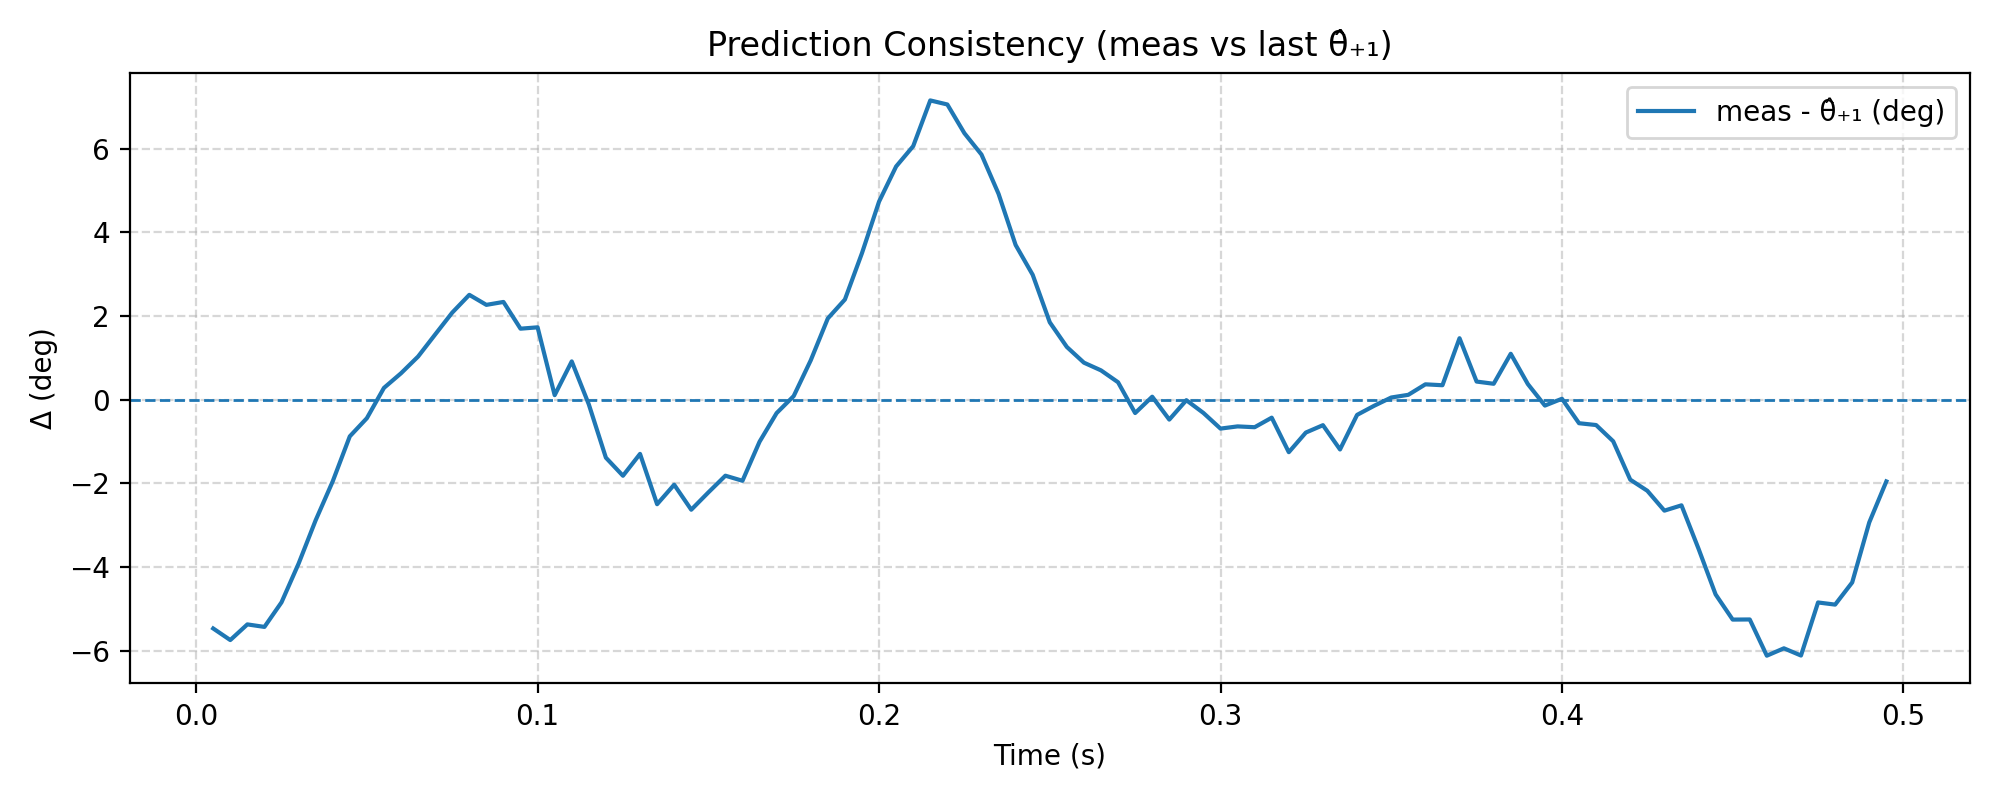 Prediction Consistency (meas vs last θ̂₊₁)
meas - θ̂₊₁ (deg)
Δ (deg)
6
4
2
0
−2
−4
−6
0.0 0.1 0.2 0.3 0.4 0.5
Time (s)